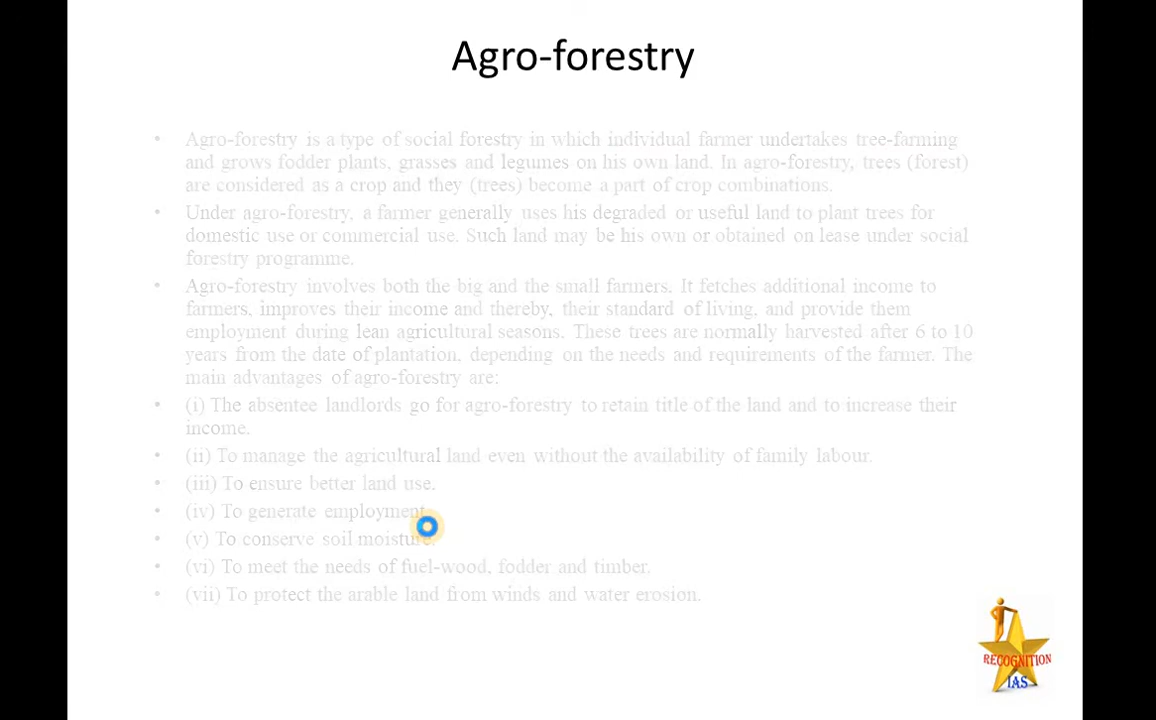 Agro-forestry
• Agro-forestry is a type of social forestry in which individual farmer undertakes tree-farming
and grows fodder plants, grasses and legumes on his own land. In agro-forestry, trees (forest)
are considered as a crop and they (trees) become a part of crop combinations.
• Under agro-forestry, a farmer generally uses his degraded or useful land to plant trees for
domestic use or commercial use. Such land may be his own or obtained on lease under social
forestry programme.
• Agro-forestry involves both the big and the small farmers. It fetches additional income to
farmers, improves their income and thereby, their standard of living, and provide them
employment during lean agricultural seasons. These trees are normally harvested after 6 to 10
years from the date of plantation, depending on the needs and requirements of the farmer. The
main advantages of agro-forestry are:
• (i) The absentee landlords go for agro-forestry to retain title of the land and to increase their
income.
• (ii) To manage the agricultural land even without the availability of family labour.
• (iii) To ensure better land use.
• (iv) To generate employment.
• (v) To conserve soil moisture.
• (vi) To meet the needs of fuel-wood, fodder and timber.
• (vii) To protect the arable land from winds and water erosion.
RECOGNITION
IAS